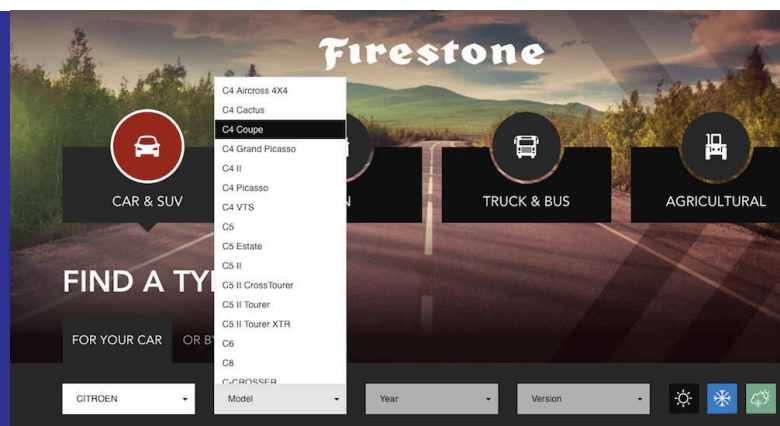 Firestone
C4 Aircross 4X4
C4 Cactus
C4 Coupe
C4 Grand Picasso
C4 II
C4 Picasso
C4 VTS
C5
C5 Estate
C5 II
C5 II CrossTourer
C5 II Tourer
C5 II Tourer XTR
C6
C8
C-CROSSER
CAR & SUV
N
TRUCK & BUS
AGRICULTURAL
FIND A TY
FOR YOUR CAR
OR B
CITROEN
Model
Year
Version